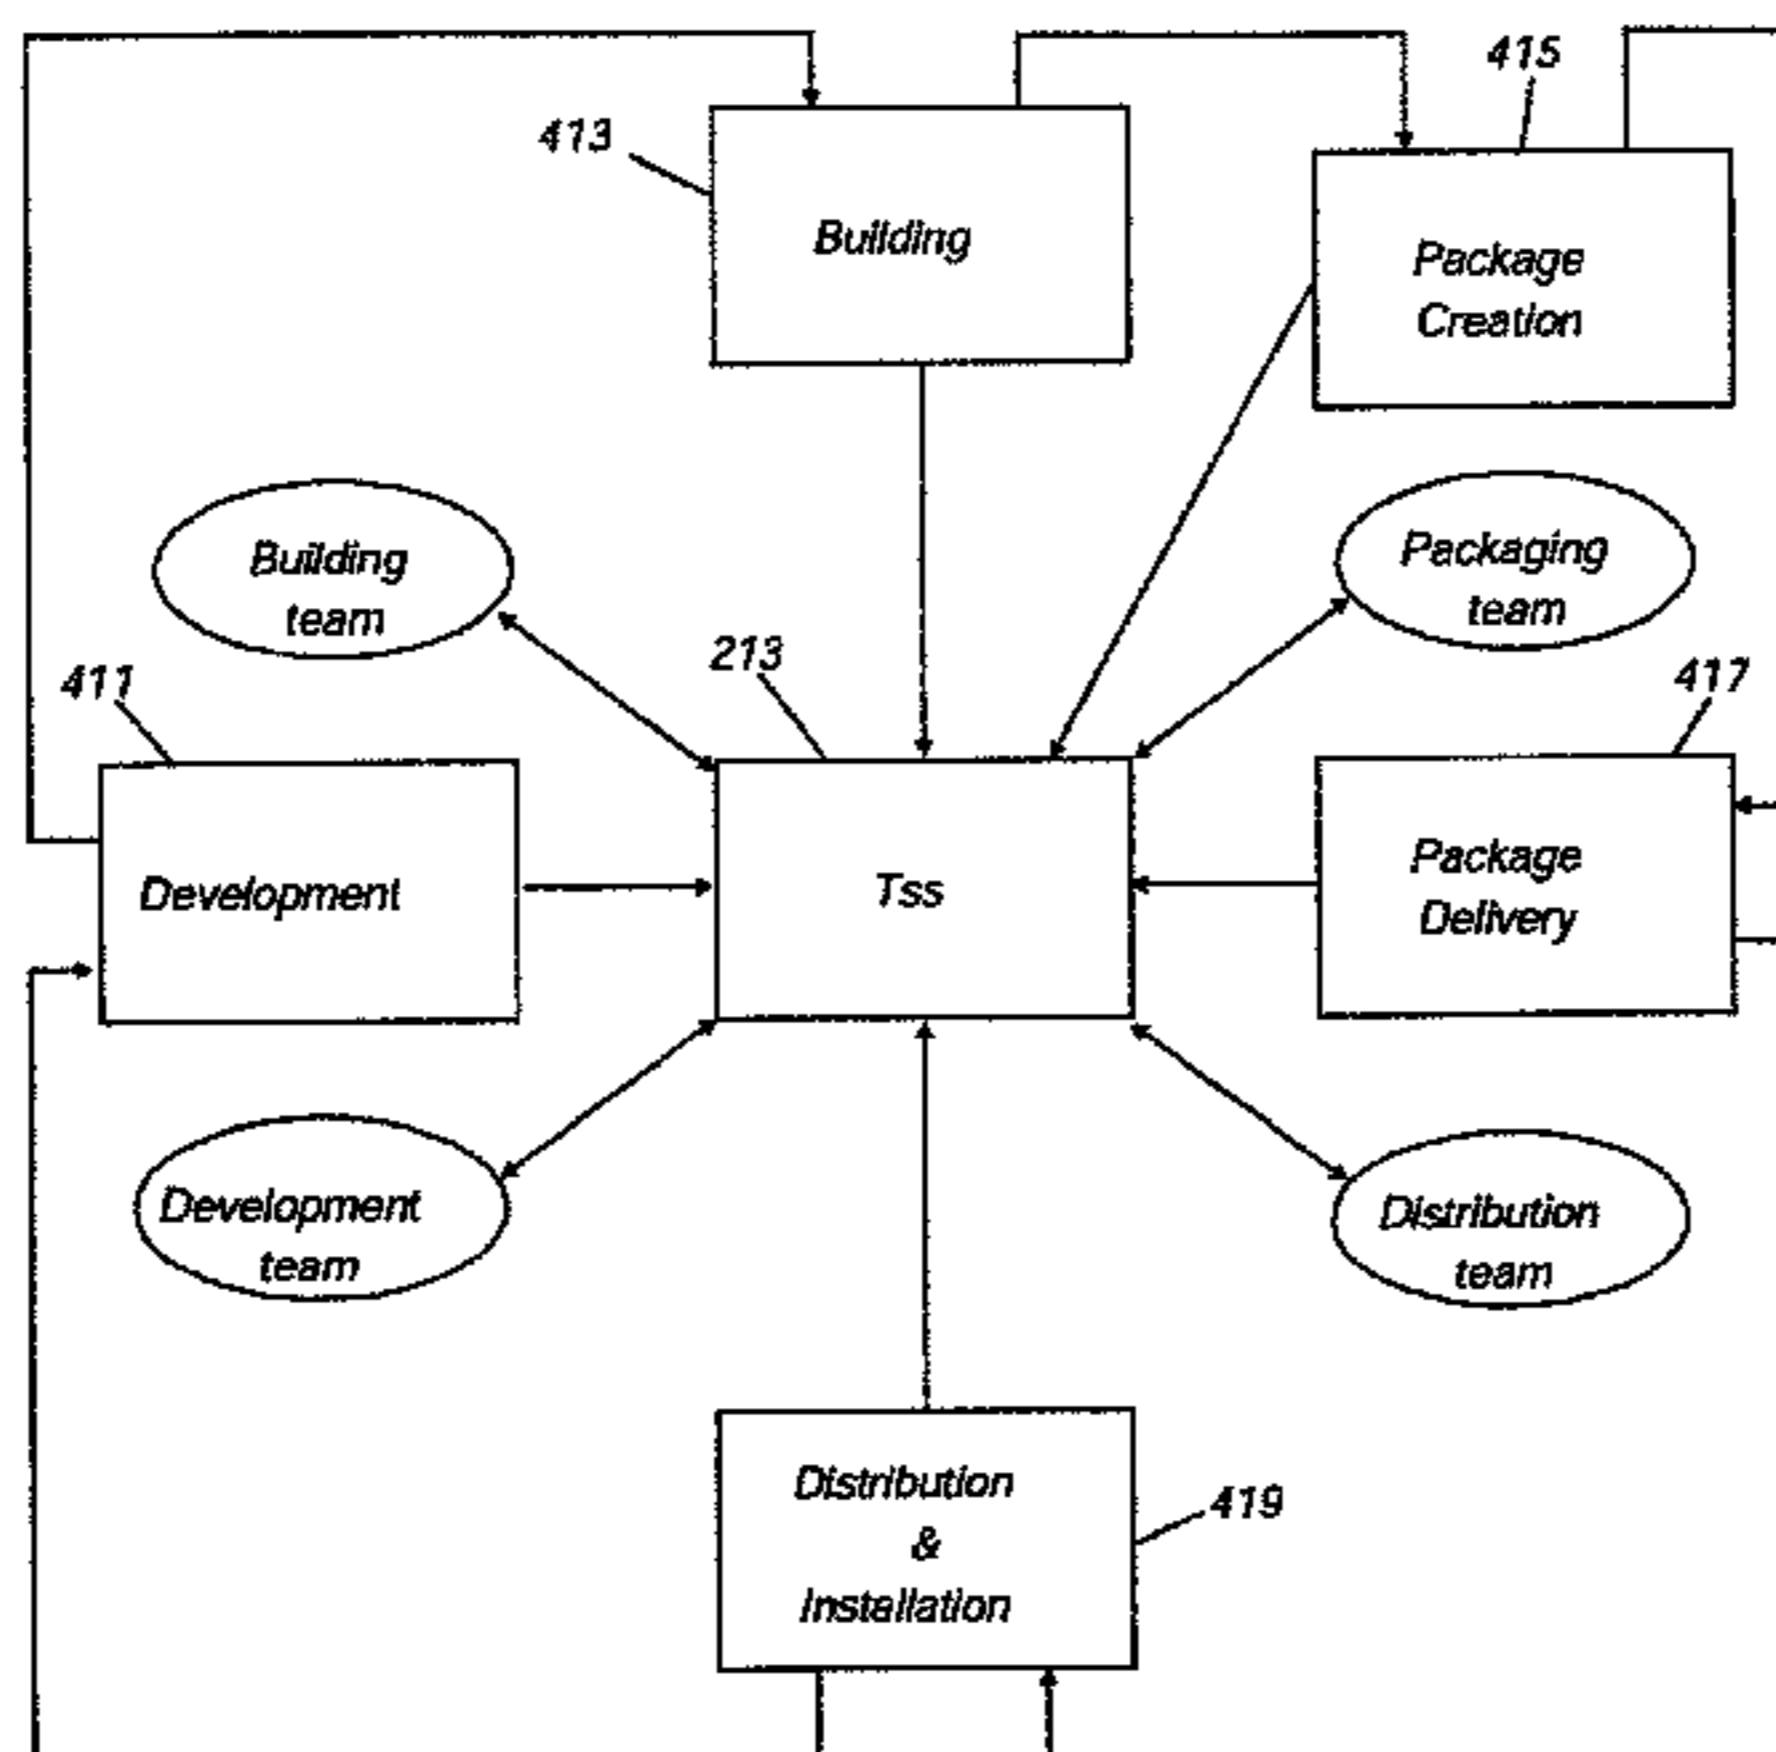 415
413
Building
Package
Creation
Building
team
Packaging
team
213
411
417
Development
Tss
Package
Delivery
Development
team
Distribution
team
Distribution
&
Installation
419